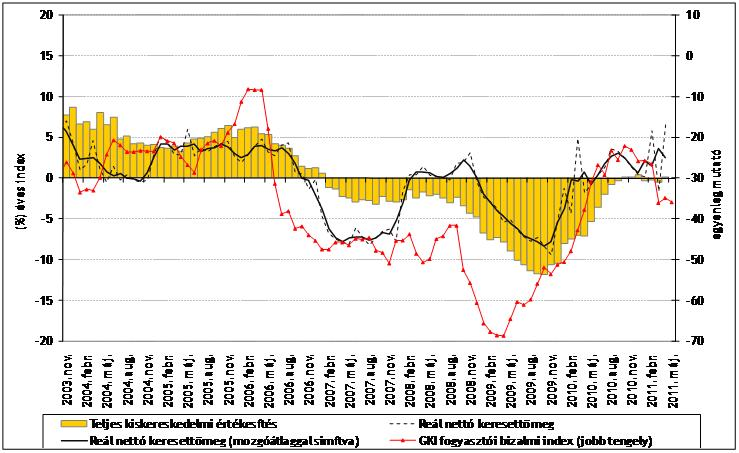 20
15
10
5
0
-5
-10
-15
-20
(%) éves index
10
0
-10
-20
-30
-40
-50
-60
-70
egyenleg mutató
2003. nov.
2004. febr.
2004. máj.
2004. aug.
2004. nov.
2005. febr.
2005. máj.
2005. aug.
2005. nov.
2006. febr.
2006. máj.
2006. aug.
2006. nov.
2007. febr.
2007. máj.
2007. aug.
2007. nov.
2008. febr.
2008. máj.
2008. aug.
2008. nov.
2009. febr.
2009. máj.
2009. aug.
2009. nov.
2010. febr.
2010. máj.
2010. aug.
2010. nov.
2011. febr.
2011. máj.
Teljes kiskereskedelmi értékesítés
Reál nettó keresettömeg
Reál nettó keresettömeg (mozgóátlaggal simítva)
GKI fogyasztói bizalmi index (jobb tengely)